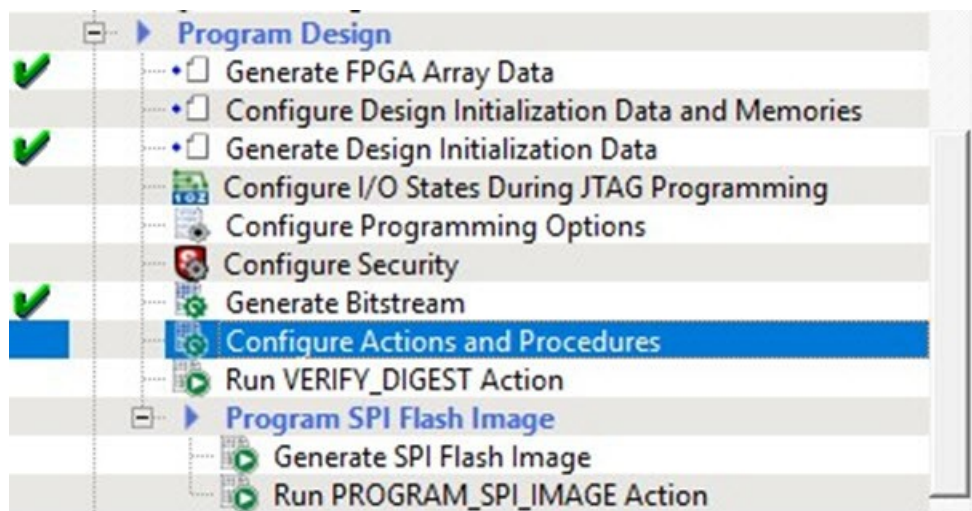 Program Design
Generate FPGA Array Data
Configure Design Initialization Data and Memories
Generate Design Initialization Data
Configure I/O States During JTAG Programming
Configure Programming Options
Configure Security
Generate Bitstream
Configure Actions and Procedures
Run VERIFY_DIGEST Action
Program SPI Flash Image
Generate SPI Flash Image
Run PROGRAM_SPI_IMAGE Action